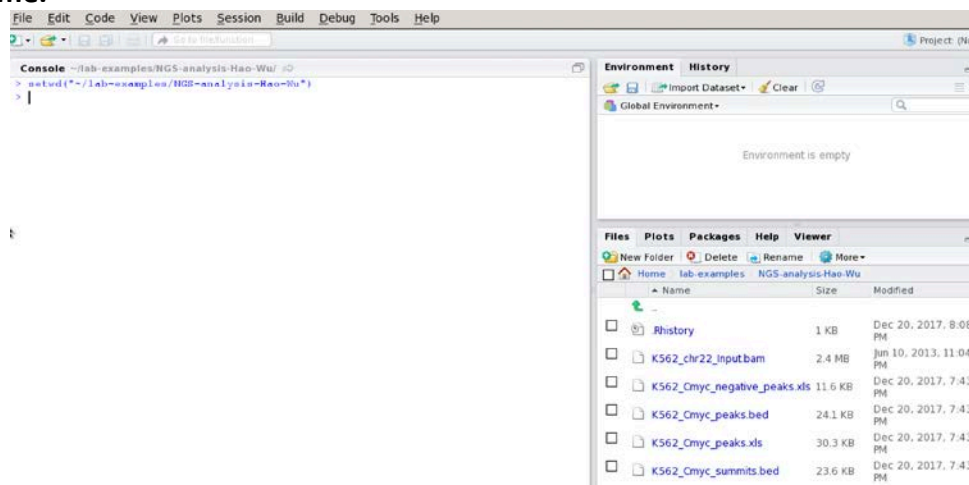 File Edit Code View Plots Session Build Debug Tools Help
Go to file/function
Project: (N
Console ~/lab-examples/NGS-analysis-Hao-Wu/
> setwd("~/lab-examples/NGS-analysis-Hao-Wu")
>
Environment History
Import Dataset Clear
Global Environment
Environment is empty
Files Plots Packages Help Viewer
New Folder Delete Rename More
Home lab-examples NGS-analysis-Hao-Wu
Name Size Modified
..
.Rhistory 1 KB Dec 20, 2017, 8:08
PM
K562_chr22_Input.bam 2.4 MB Jun 10, 2013, 11:04
PM
K562_Cmyc_negative_peaks.xls 11.6 KB Dec 20, 2017, 7:43
PM
K562_Cmyc_peaks.bed 24.1 KB Dec 20, 2017, 7:43
PM
K562_Cmyc_peaks.xls 30.3 KB Dec 20, 2017, 7:43
PM
K562_Cmyc_summits.bed 23.6 KB Dec 20, 2017, 7:43
PM